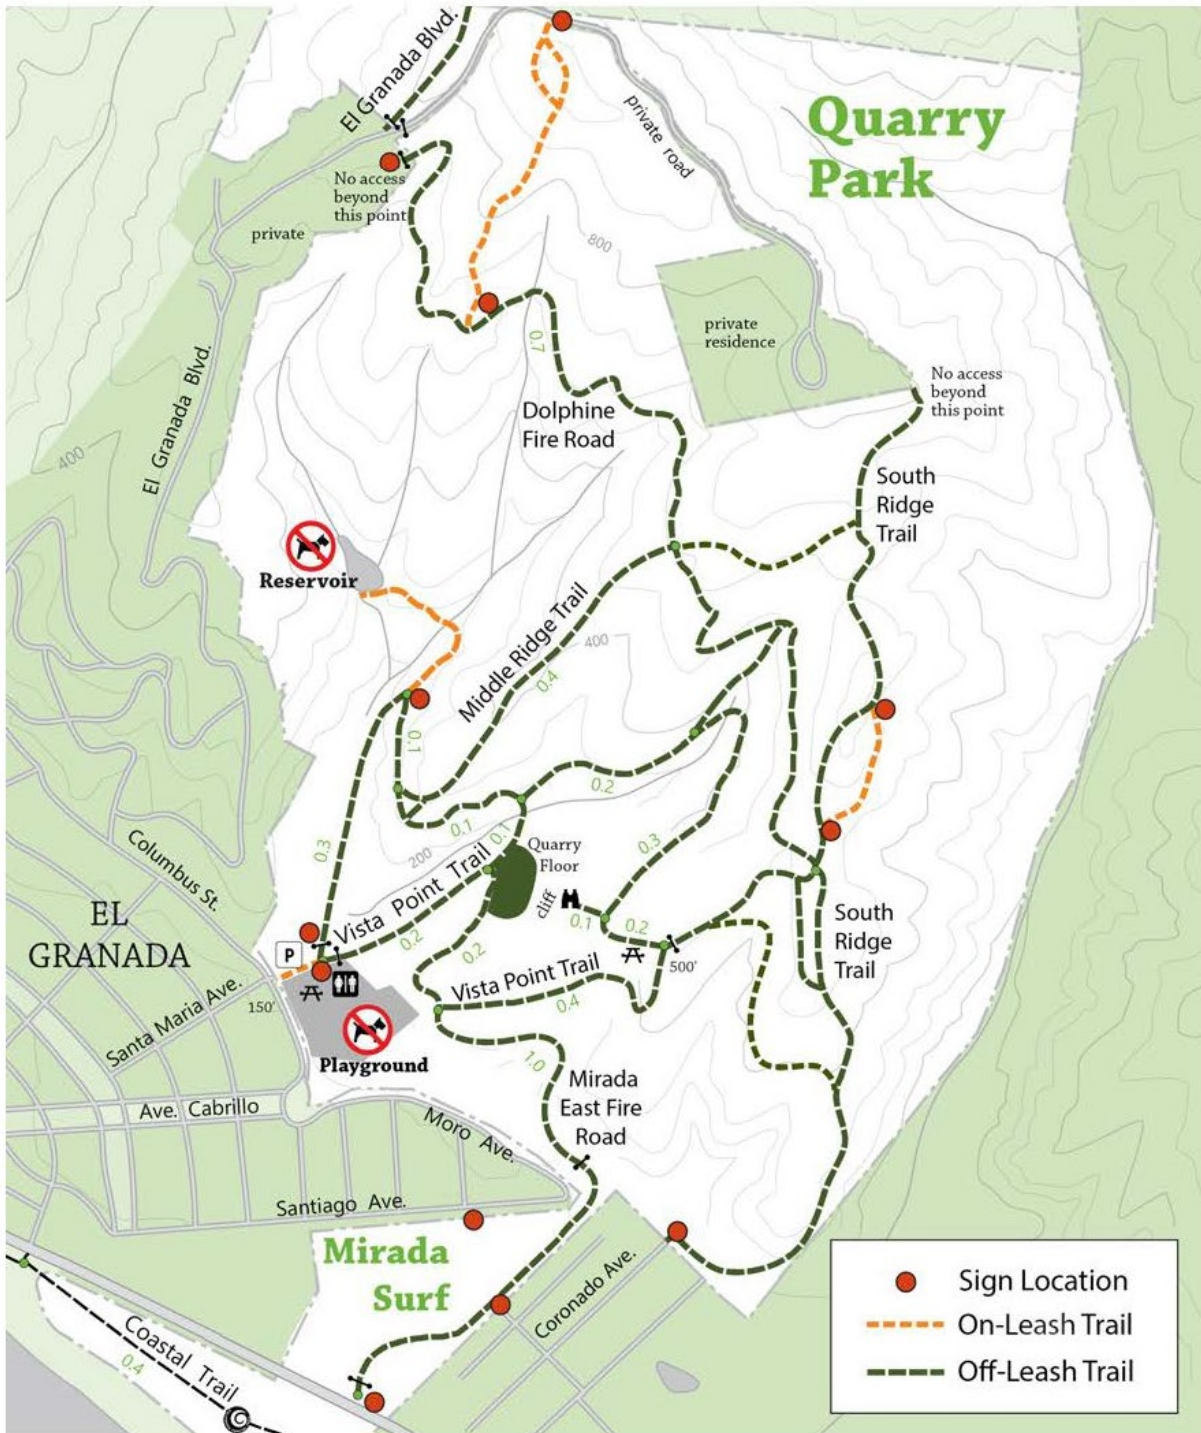 El Granada Blvd.
Quarry
Park
private road
No access
beyond
this point
private
800
private
residence
0.7
No access
beyond
this point
El Granada Blvd.
Dolphine
Fire Road
400
South
Ridge
Trail
Reservoir
Middle Ridge Trail
400
0.4
0.1
0.2
0.1
0.1
Columbus St.
0.3
200
Quarry
Floor
0.3
cliff
Vista Point Trail
EL
GRANADA
0.1
0.2
P
0.2
0.2
South
Ridge
Trail
500'
Vista Point Trail
0.4
Santa Maria Ave.
150'
Playground
1.0
Mirada
East Fire
Road
Ave. Cabrillo
Moro Ave.
Santiago Ave.
Mirada
Surf
Coronado Ave.
Coastal Trail
0.4
Sign Location
On-Leash Trail
Off-Leash Trail